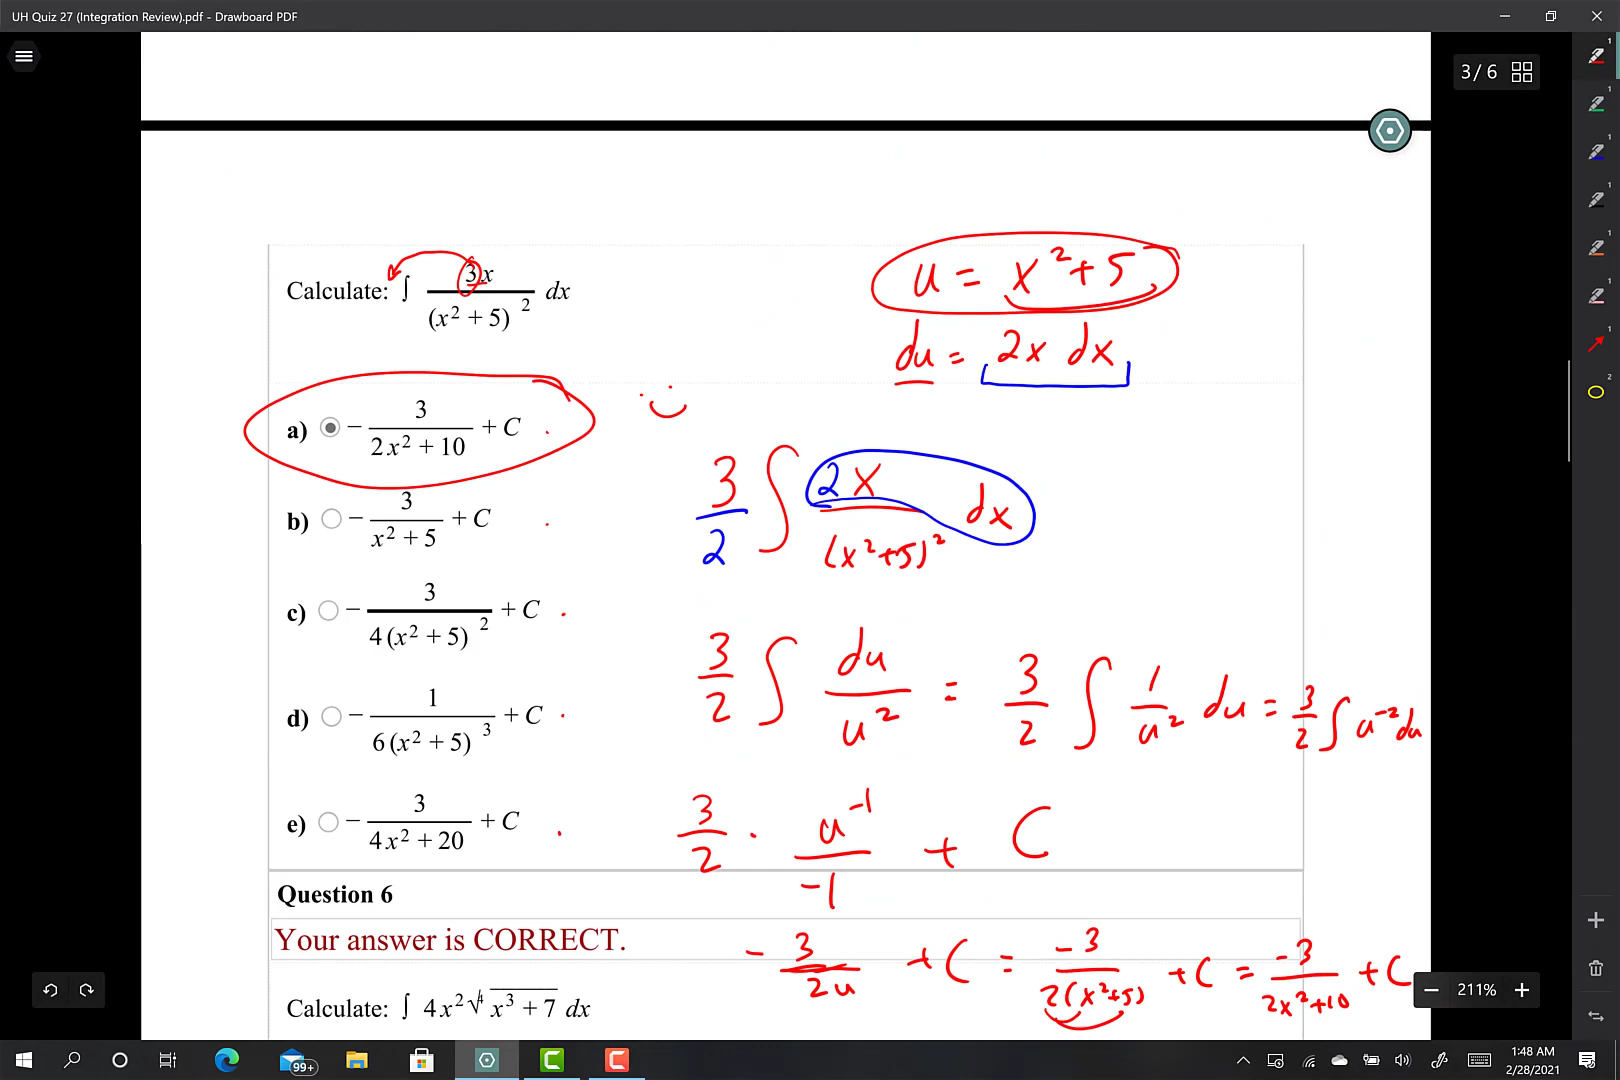 UH Quiz 27 (Integration Review).pdf - Drawboard PDF
3 / 6
Calculate: ∫ 3x / (x² + 5)² dx
u = x² + 5
du = 2x dx
a) − 3 / (2x² + 10) + C
b) − 3 / (x² + 5) + C
c) − 3 / (4(x² + 5)²) + C
d) − 1 / (6(x² + 5)³) + C
e) − 3 / (4x² + 20) + C
3/2 ∫ 2x / (x²+5)² dx
3/2 ∫ du/u² = 3/2 ∫ 1/u² du = 3/2 ∫ u⁻² du
3/2 · u⁻¹/-1 + C
Question 6
Your answer is CORRECT.
- 3/2u + C = -3 / 2(x²+5) + C = -3 / 2x²+10 + C
Calculate: ∫ 4x² ∜(x³ + 7) dx
211%
99+
1:48 AM
2/28/2021